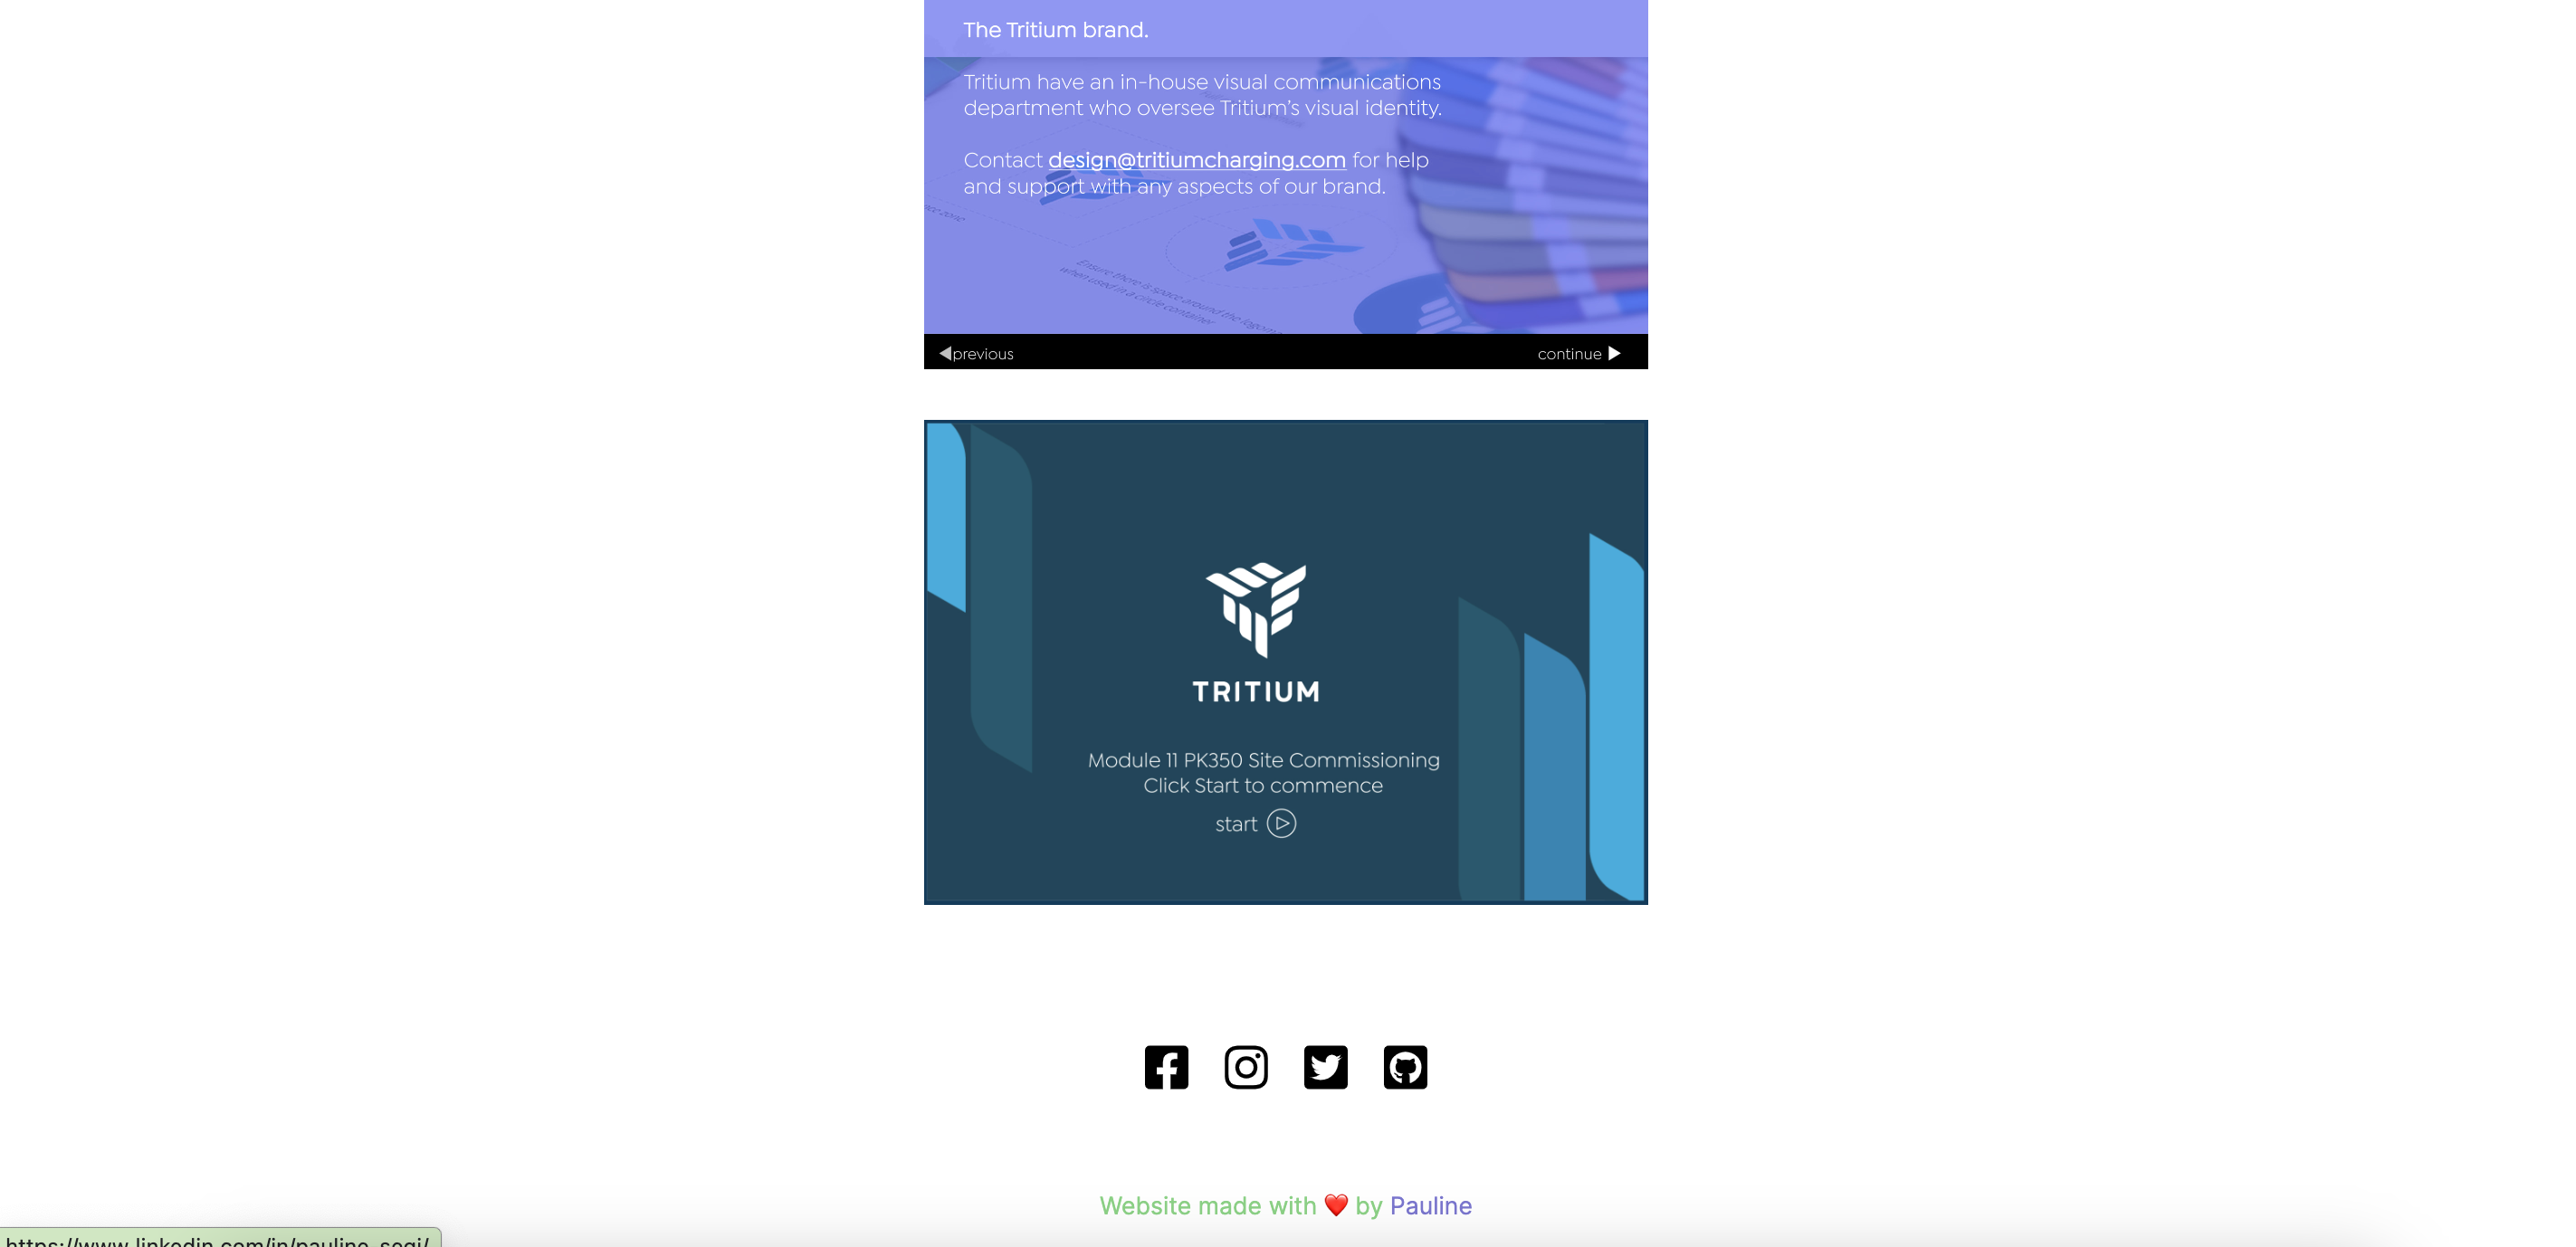 The Tritium brand.
Tritium have an in-house visual communications
department who oversee Tritium's visual identity.
Contact design@tritiumcharging.com for help
and support with any aspects of our brand.
Ensure there is space around the logomark
when used in a circle container
previous
continue
TRITIUM
Module 11 PK350 Site Commissioning
Click Start to commence
start
Website made with ❤️ by Pauline
https://www.linkedin.com/in/pauline-segi/